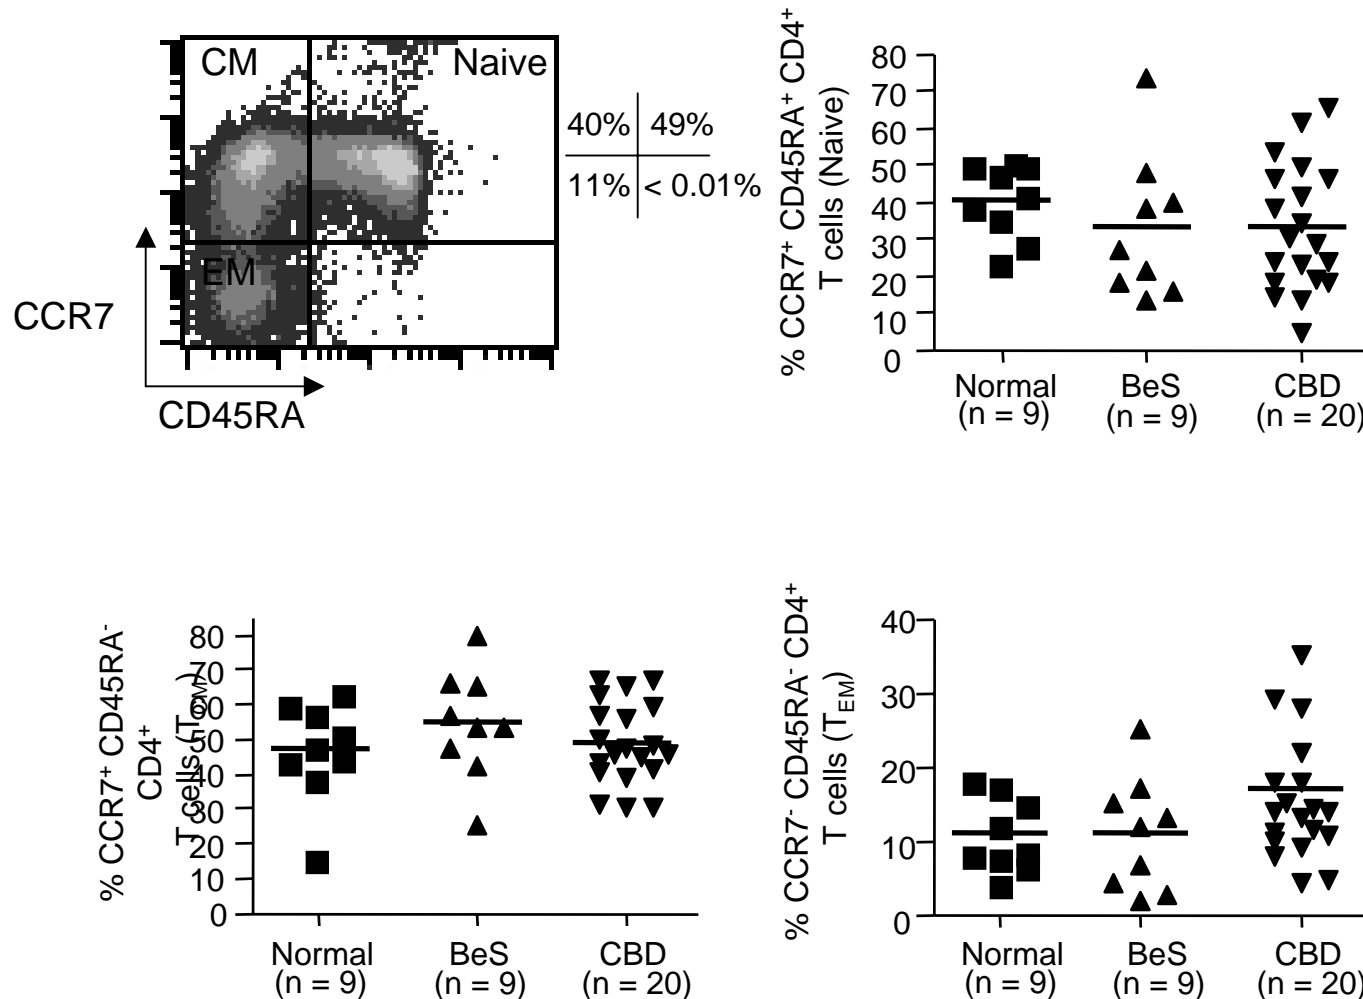 CM Naive
EM
40% 49%
11% < 0.01%
CCR7
CD45RA
% CCR7⁺ CD45RA⁺ CD4⁺
T cells (Naive)
80
70
60
50
40
30
20
10
0
Normal BeS CBD
(n = 9) (n = 9) (n = 20)
% CCR7⁺ CD45RA⁻
CD4⁺
T cells (T_CM)
80
70
60
50
40
30
20
10
0
Normal BeS CBD
(n = 9) (n = 9) (n = 20)
% CCR7⁻ CD45RA⁻ CD4⁺
T cells (T_EM)
40
30
20
10
0
Normal BeS CBD
(n = 9) (n = 9) (n = 20)